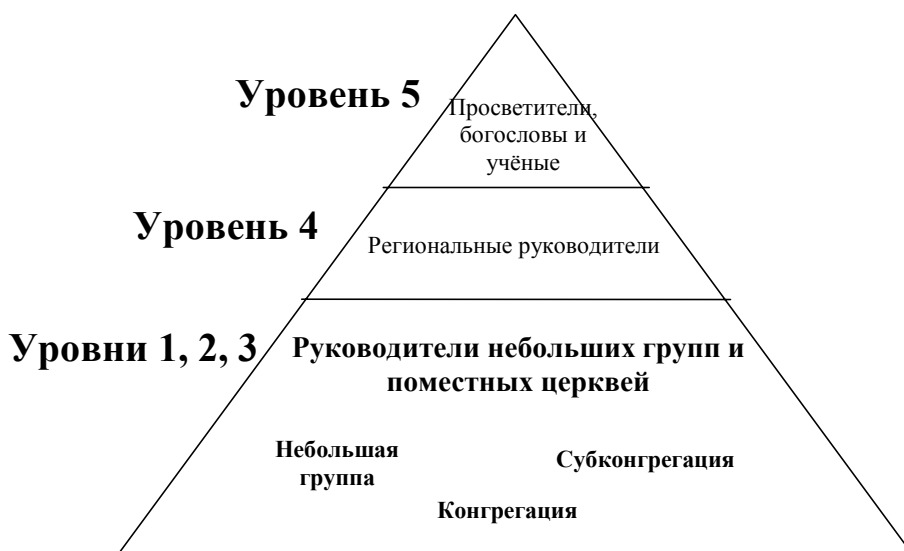 Уровень 5
Просветители,
богословы и
учёные
Уровень 4
Региональные руководители
Уровни 1, 2, 3
Руководители небольших групп и
поместных церквей
Небольшая
группа
Субконгрегация
Конгрегация